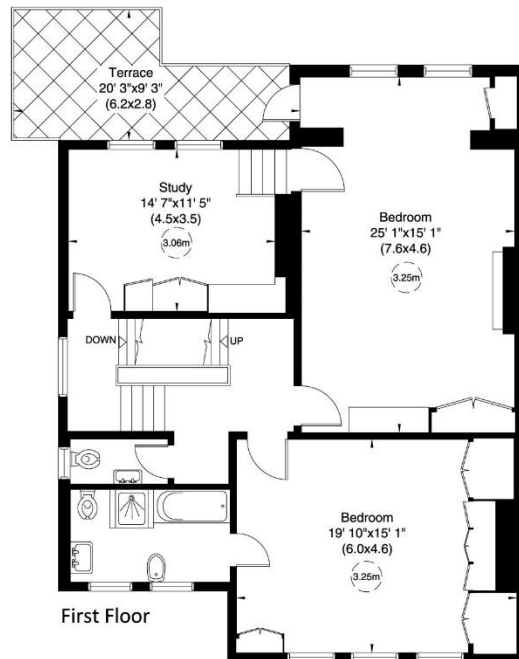 Terrace
20' 3"x9' 3"
(6.2x2.8)
Study
14' 7"x11' 5"
(4.5x3.5)
3.06m
Bedroom
25' 1"x15' 1"
(7.6x4.6)
3.25m
DOWN
UP
Bedroom
19' 10"x15' 1"
(6.0x4.6)
3.25m
First Floor